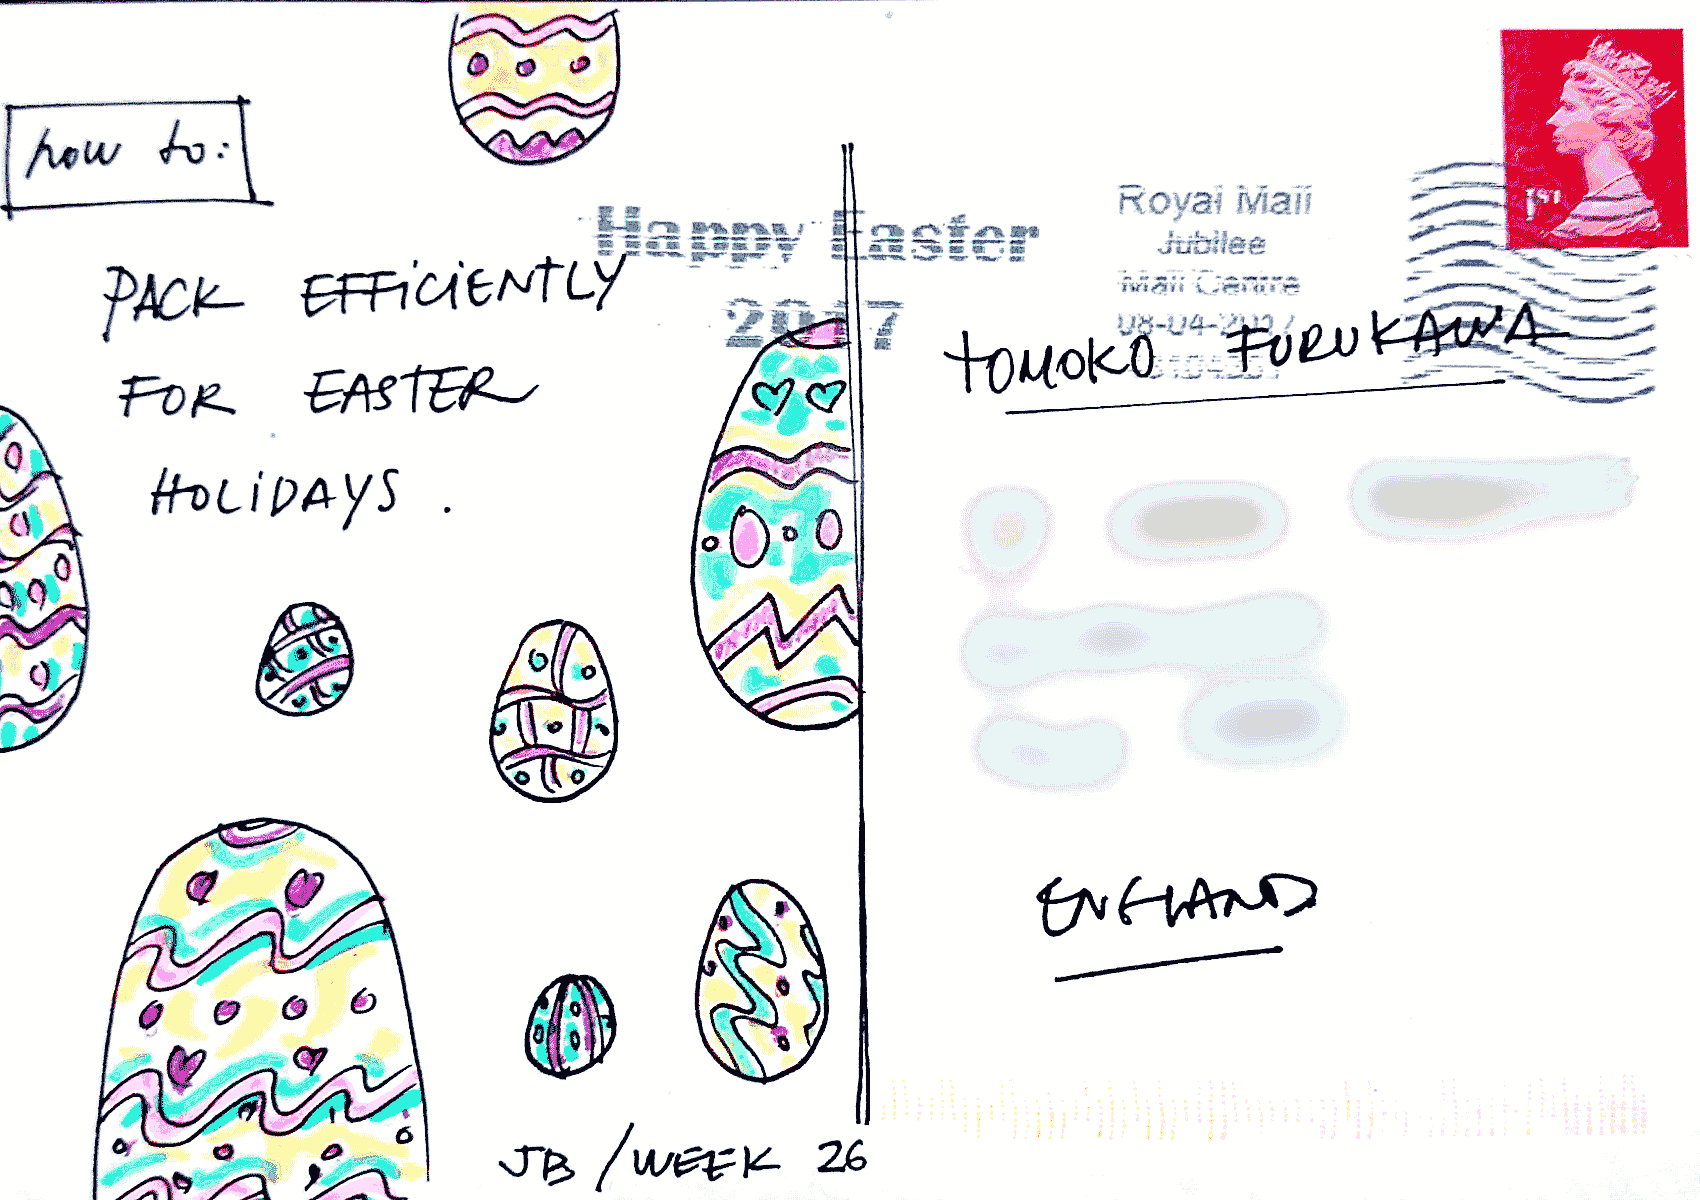 how to:
PACK EFFiCiENTLY
FOR EASTER
HOLiDAYS.
JB / WEEK 26
Happy Easter
2017
Royal Mail
Jubilee
Mail Centre
08-04-2017
1ST
TOMOKO FURUKAWA
ENGLAND